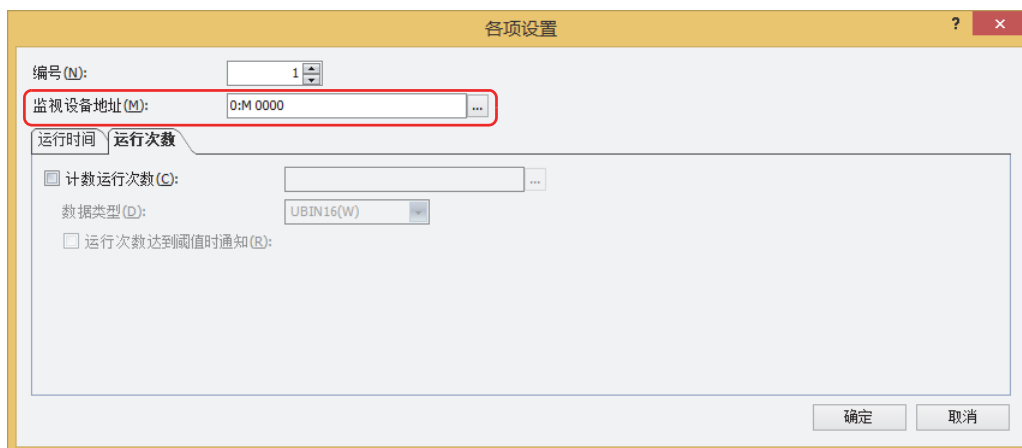 各项设置
?
×
编号(N):
1
监视设备地址(M):
0:M 0000
...
运行时间
运行次数
计数运行次数(C):
...
数据类型(D):
UBIN16(W)
运行次数达到阈值时通知(R):
确定
取消